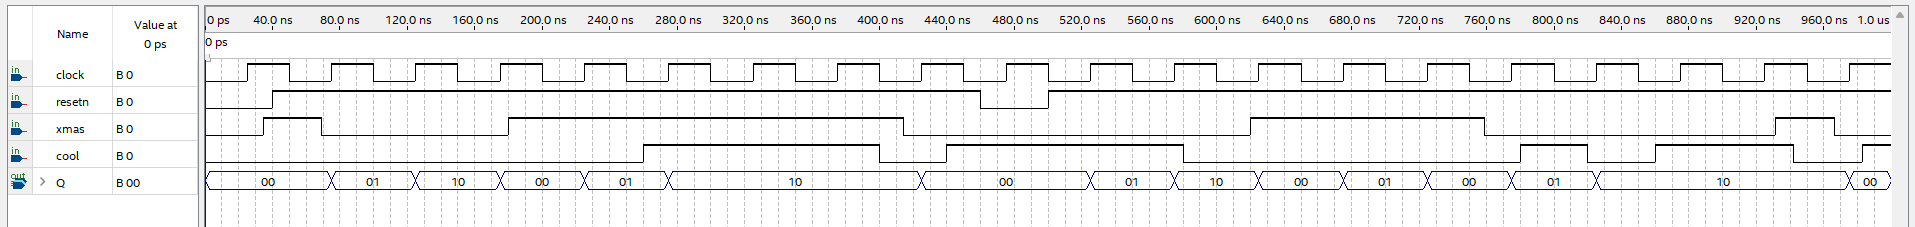 Name
Value at
0 ps
0 ps 40.0 ns 80.0 ns 120.0 ns 160.0 ns 200.0 ns 240.0 ns 280.0 ns 320.0 ns 360.0 ns 400.0 ns 440.0 ns 480.0 ns 520.0 ns 560.0 ns 600.0 ns 640.0 ns 680.0 ns 720.0 ns 760.0 ns 800.0 ns 840.0 ns 880.0 ns 920.0 ns 960.0 ns 1.0 us
0 ps
in clock B 0
in resetn B 0
in xmas B 0
in cool B 0
out Q B 00 00 01 10 00 01 10 00 01 10 00 01 00 01 10 00